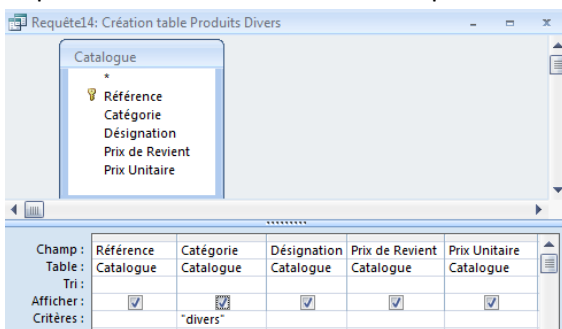 Requête14: Création table Produits Divers
Catalogue
*
Référence
Catégorie
Désignation
Prix de Revient
Prix Unitaire
Champ : Référence Catégorie Désignation Prix de Revient Prix Unitaire
Table : Catalogue Catalogue Catalogue Catalogue Catalogue
Tri :
Afficher :
Critères : "divers"